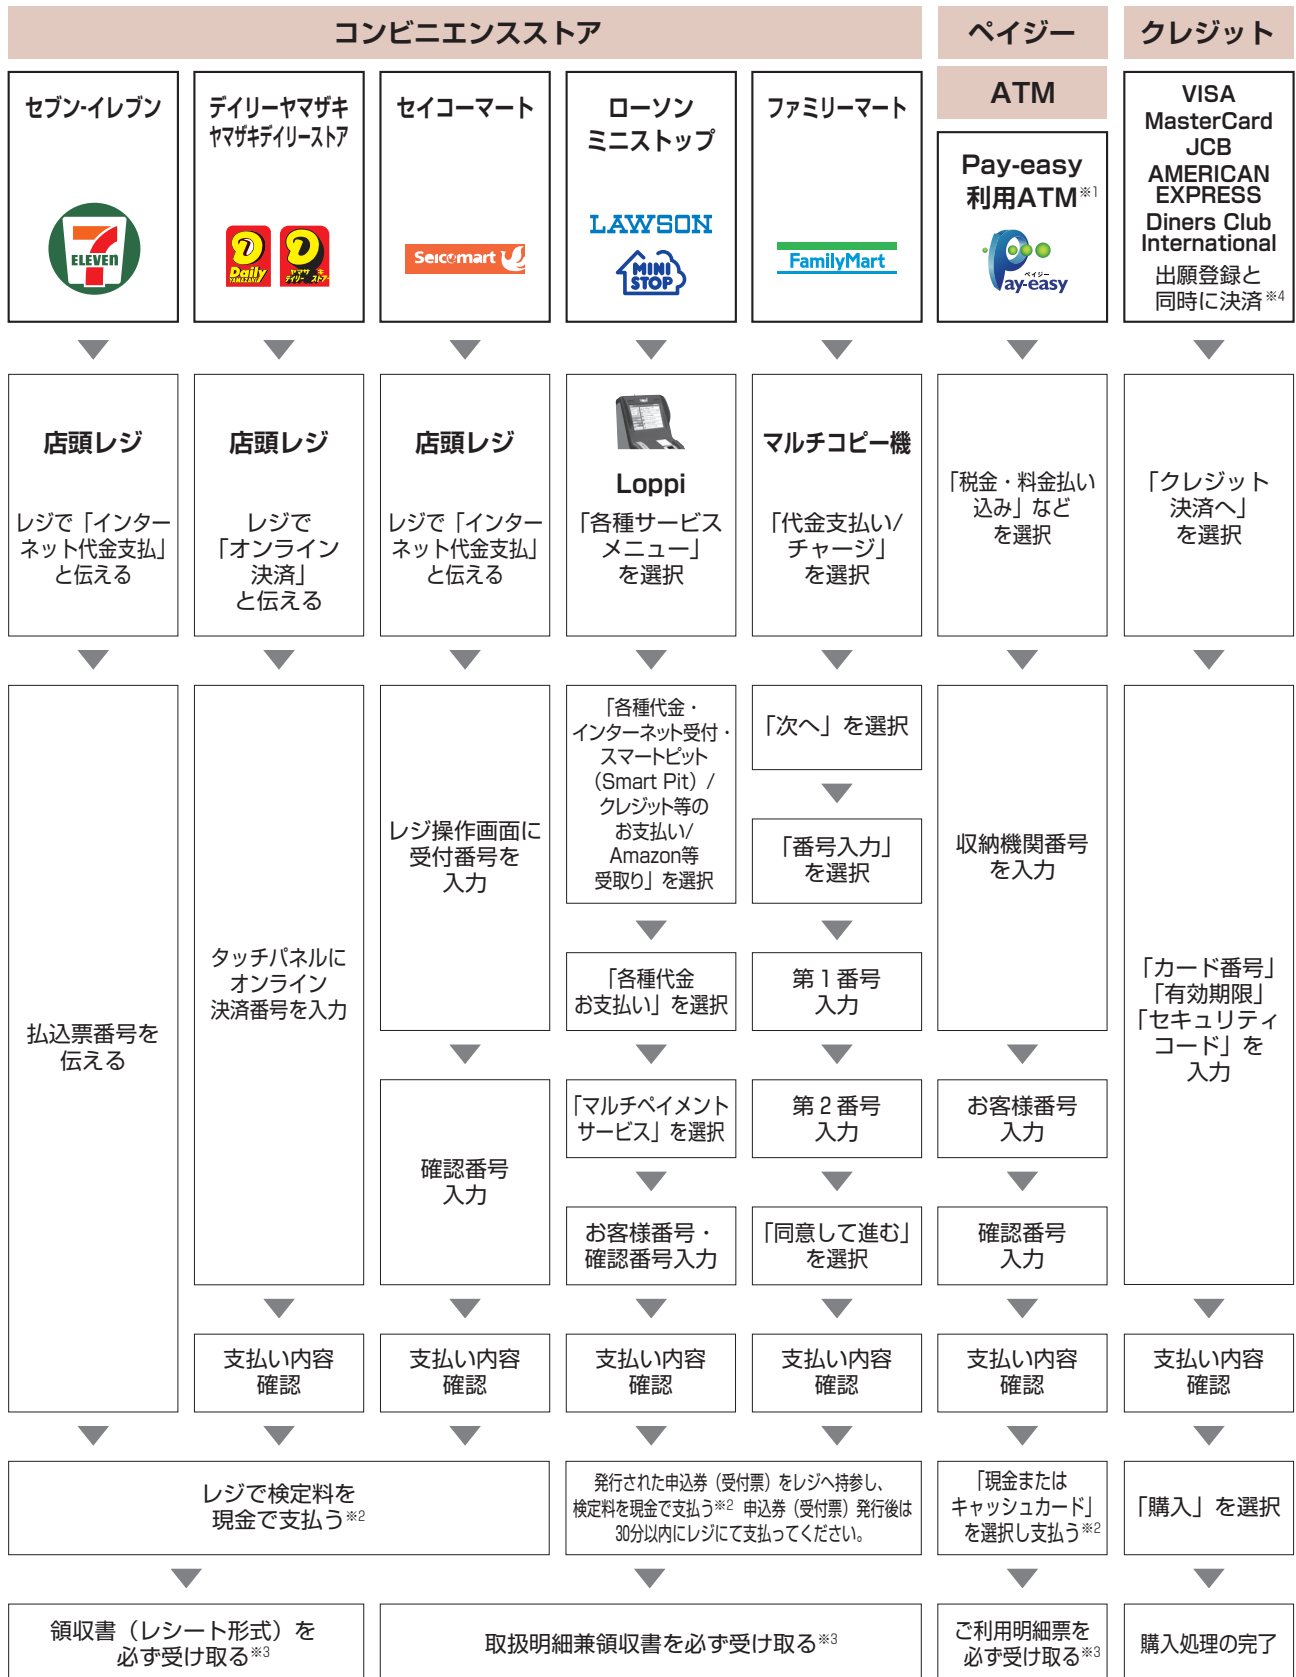 コンビニエンスストア
ペイジー
クレジット
セブン-イレブン
デイリーヤマザキ
ヤマザキデイリーストア
セイコーマート
ローソン
ミニストップ
ファミリーマート
ATM
VISA
MasterCard
JCB
AMERICAN
EXPRESS
Diners Club
International
出願登録と
同時に決済※4
Pay-easy
利用ATM※1
7
ELEVEn
Daily
YAMAZAKI
ヤマザキ
デイリーストアー
Seicomart
LAWSON
MINI
STOP
FamilyMart
ペイジー
Pay-easy
店頭レジ
レジで「インター
ネット代金支払」
と伝える
店頭レジ
レジで
「オンライン
決済」
と伝える
店頭レジ
レジで「インター
ネット代金支払」
と伝える
Loppi
「各種サービス
メニュー」
を選択
マルチコピー機
「代金支払い/
チャージ」
を選択
「税金・料金払い
込み」など
を選択
「クレジット
決済へ」
を選択
払込票番号を
伝える
タッチパネルに
オンライン
決済番号を入力
レジ操作画面に
受付番号を
入力
確認番号
入力
「各種代金・
インターネット受付・
スマートピット
（Smart Pit）/
クレジット等の
お支払い/
Amazon等
受取り」を選択
「各種代金
お支払い」を選択
「マルチペイメント
サービス」を選択
お客様番号・
確認番号入力
「次へ」を選択
「番号入力」
を選択
第1番号
入力
第2番号
入力
「同意して進む」
を選択
収納機関番号
を入力
お客様番号
入力
確認番号
入力
「カード番号」
「有効期限」
「セキュリティ
コード」を
入力
支払い内容
確認
支払い内容
確認
支払い内容
確認
支払い内容
確認
支払い内容
確認
支払い内容
確認
レジで検定料を
現金で支払う※2
発行された申込券（受付票）をレジへ持参し、
検定料を現金で支払う※2 申込券（受付票）発行後は
30分以内にレジにて支払ってください。
「現金または
キャッシュカード」
を選択し支払う※2
「購入」を選択
領収書（レシート形式）を
必ず受け取る※3
取扱明細兼領収書を必ず受け取る※3
ご利用明細票を
必ず受け取る※3
購入処理の完了